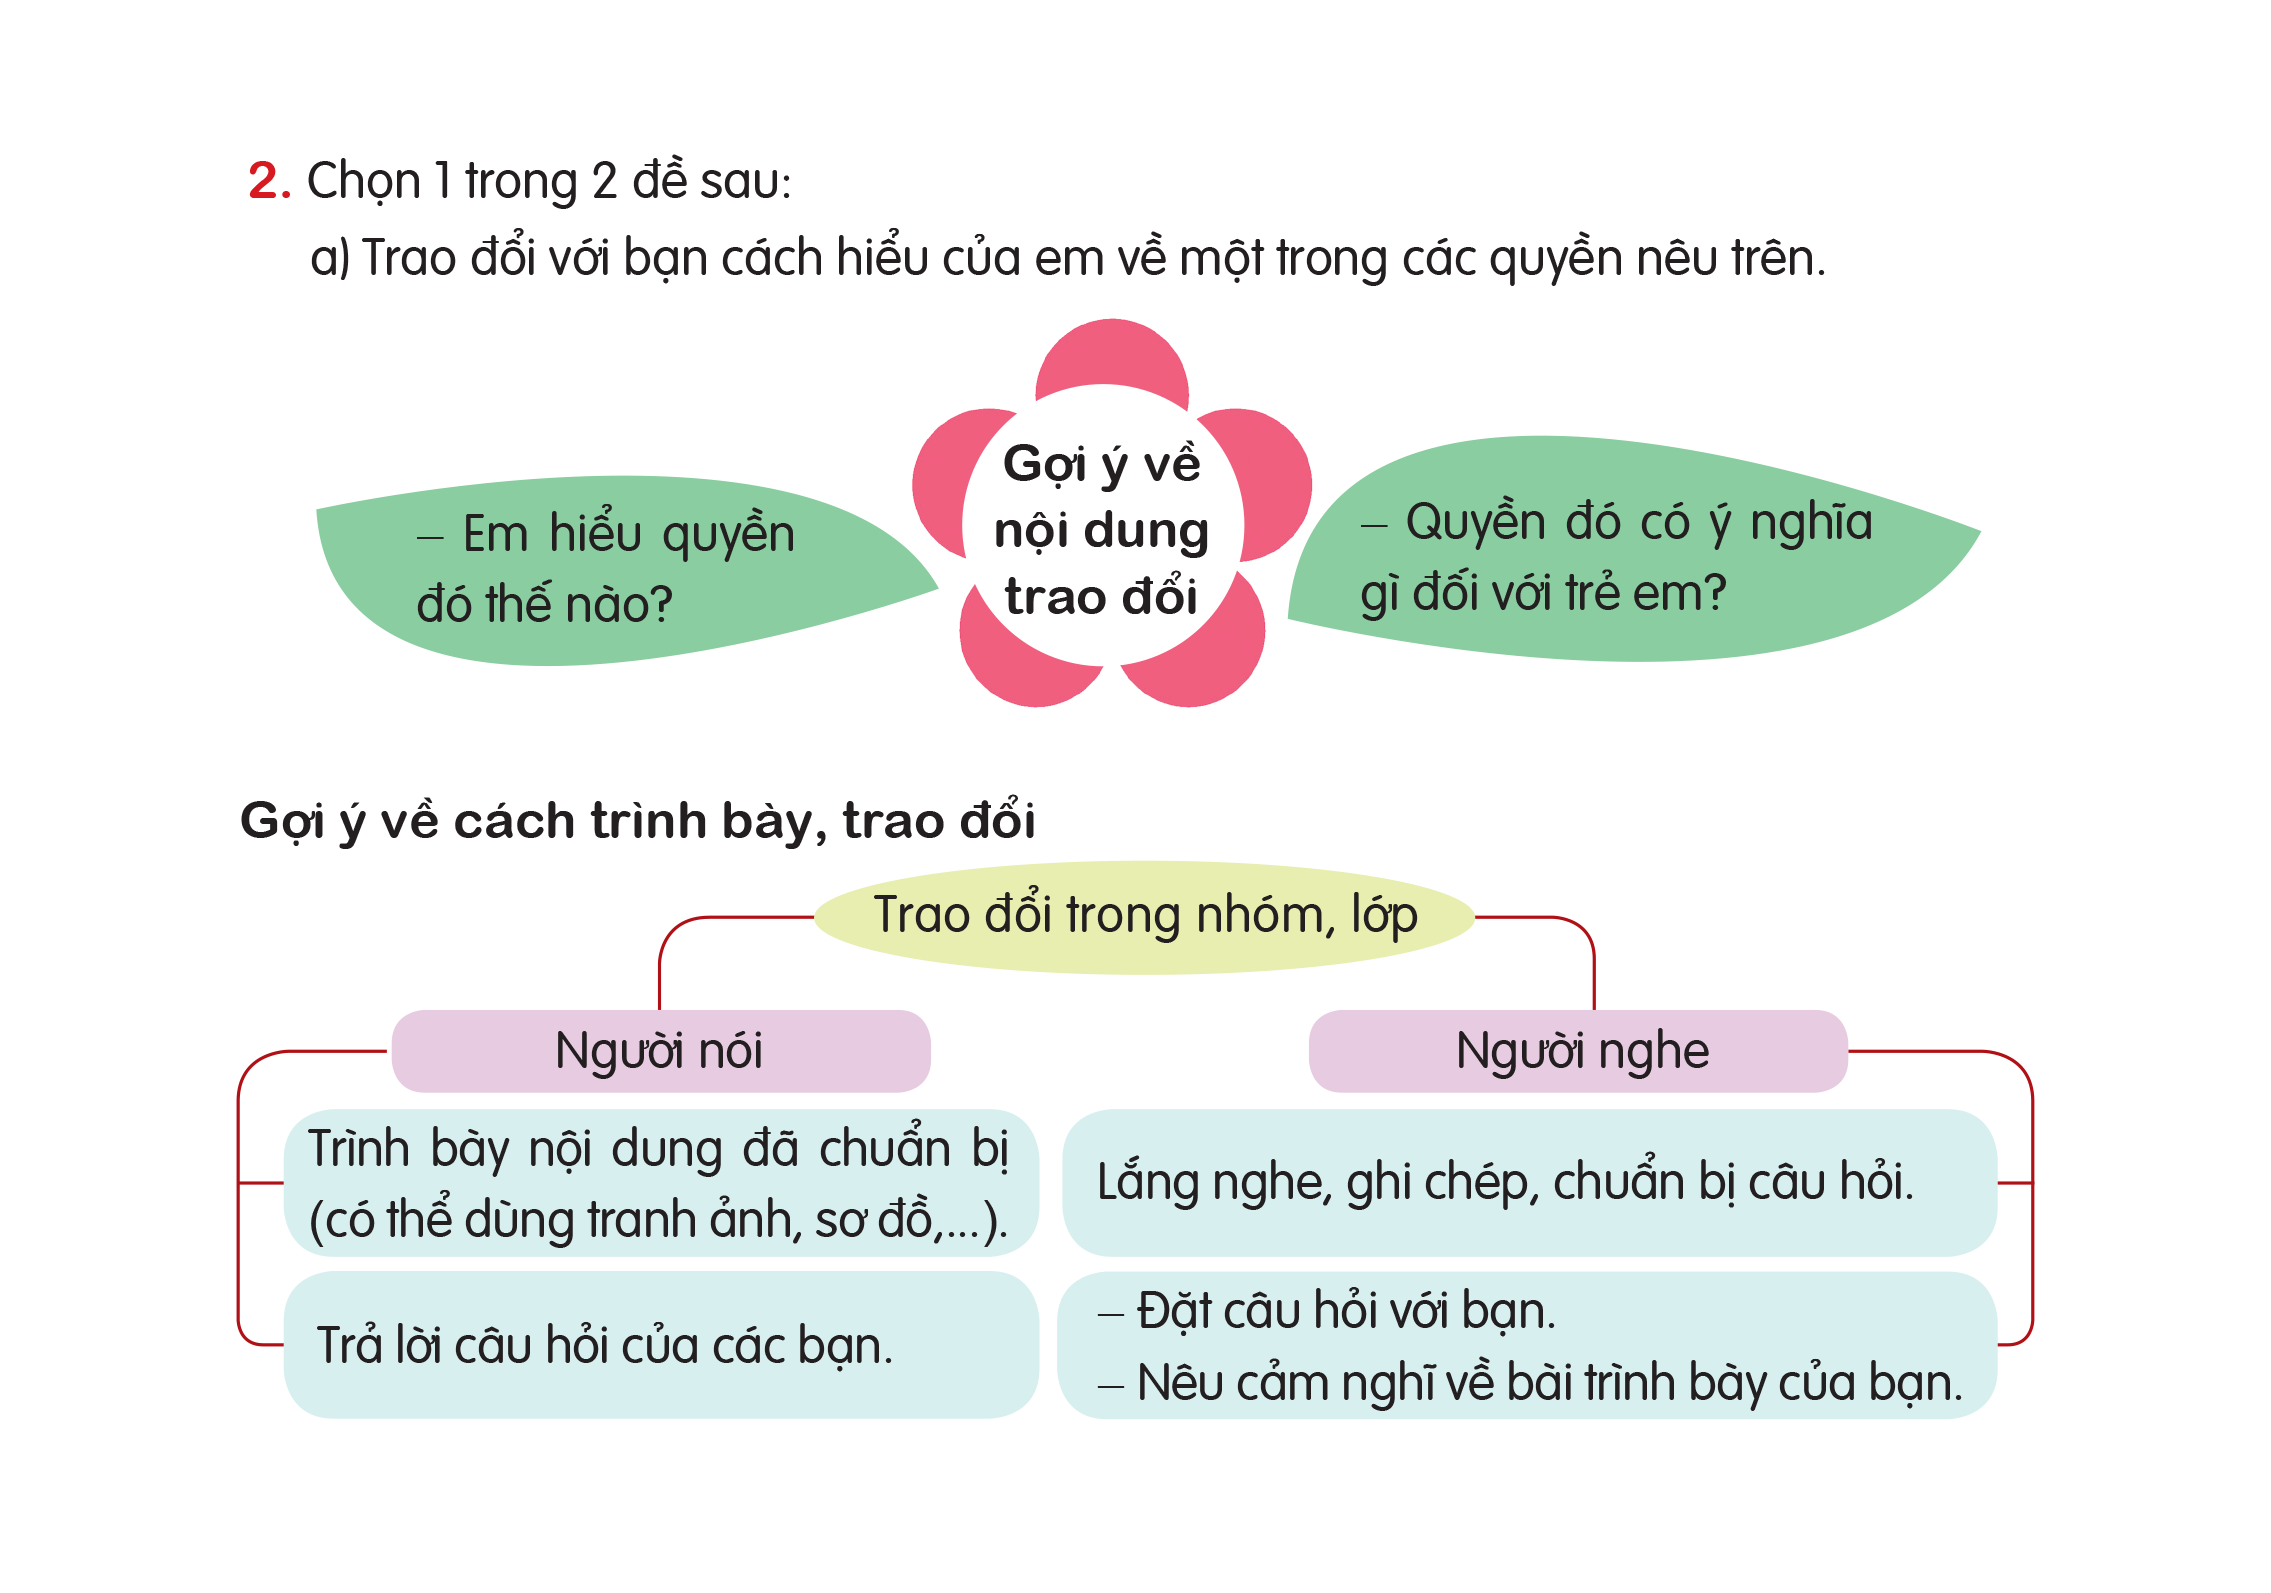 2. Chọn 1 trong 2 đề sau:
a) Trao đổi với bạn cách hiểu của em về một trong các quyền nêu trên.
Gợi ý về
nội dung
trao đổi
– Em hiểu quyền
đó thế nào?
– Quyền đó có ý nghĩa
gì đối với trẻ em?
Gợi ý về cách trình bày, trao đổi
Trao đổi trong nhóm, lớp
Người nói
Trình bày nội dung đã chuẩn bị
(có thể dùng tranh ảnh, sơ đồ,...).
Trả lời câu hỏi của các bạn.
Người nghe
Lắng nghe, ghi chép, chuẩn bị câu hỏi.
– Đặt câu hỏi với bạn.
– Nêu cảm nghĩ về bài trình bày của bạn.